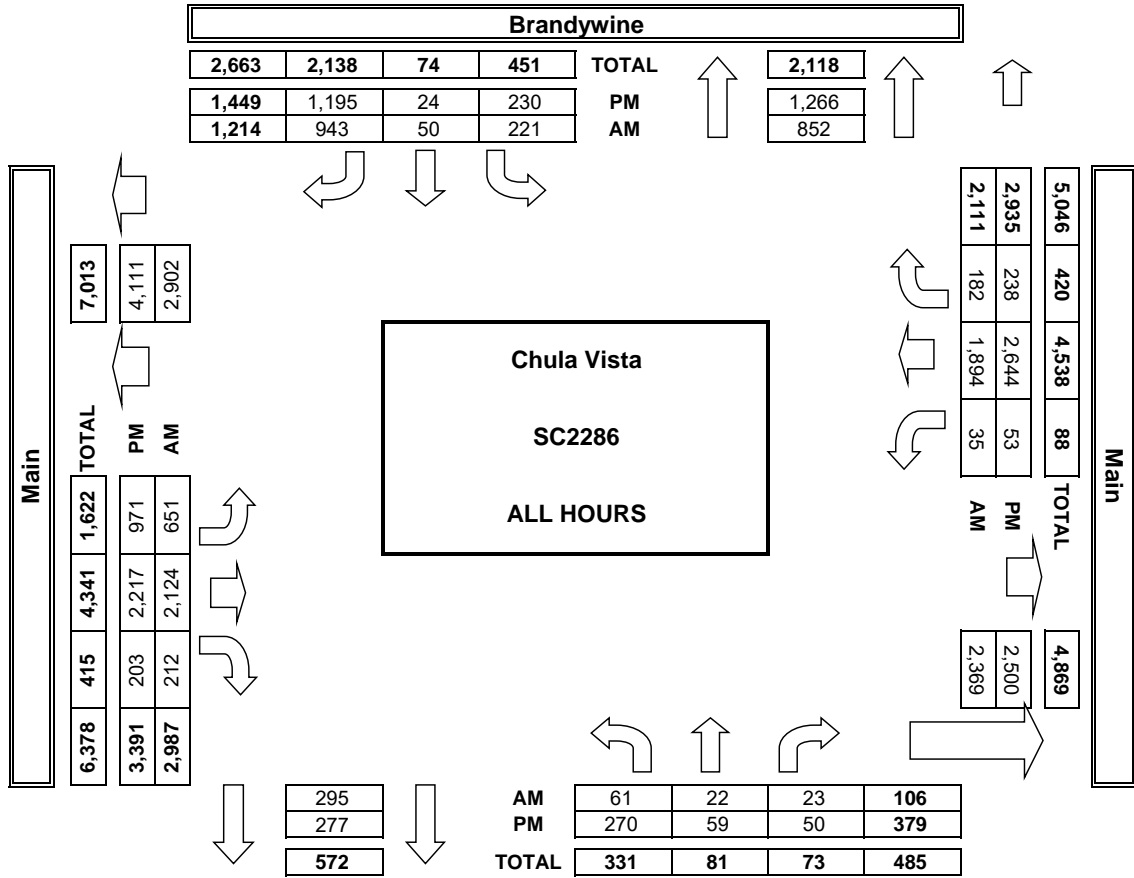 Brandywine
2,663 2,138 74 451 TOTAL 2,118
1,449 1,195 24 230 PM 1,266
1,214 943 50 221 AM 852
Main
7,013
4,111
2,902
TOTAL PM AM
1,622 971 651
4,341 2,217 2,124
415 203 212
6,378 3,391 2,987
Chula Vista
SC2286
ALL HOURS
2,111 2,935 5,046
182 238 420
1,894 2,644 4,538
35 53 88
AM PM TOTAL
2,369 2,500 4,869
Main
295 AM 61 22 23 106
277 PM 270 59 50 379
572 TOTAL 331 81 73 485